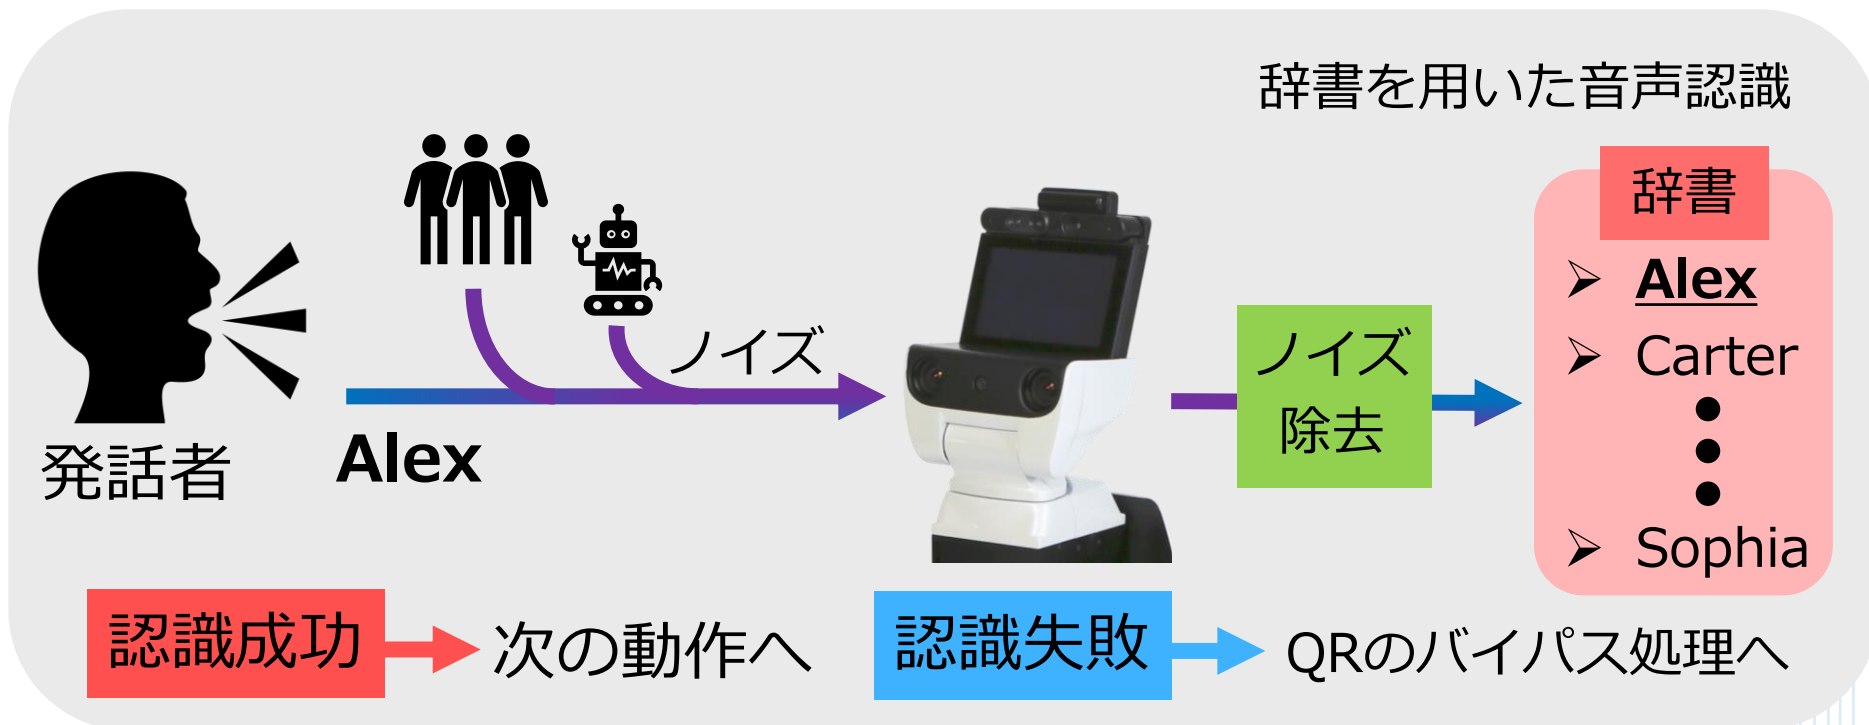 辞書を用いた音声認識
発話者
Alex
ノイズ
ノイズ
除去
辞書
Alex
Carter
Sophia
認識成功
次の動作へ
認識失敗
QRのバイパス処理へ